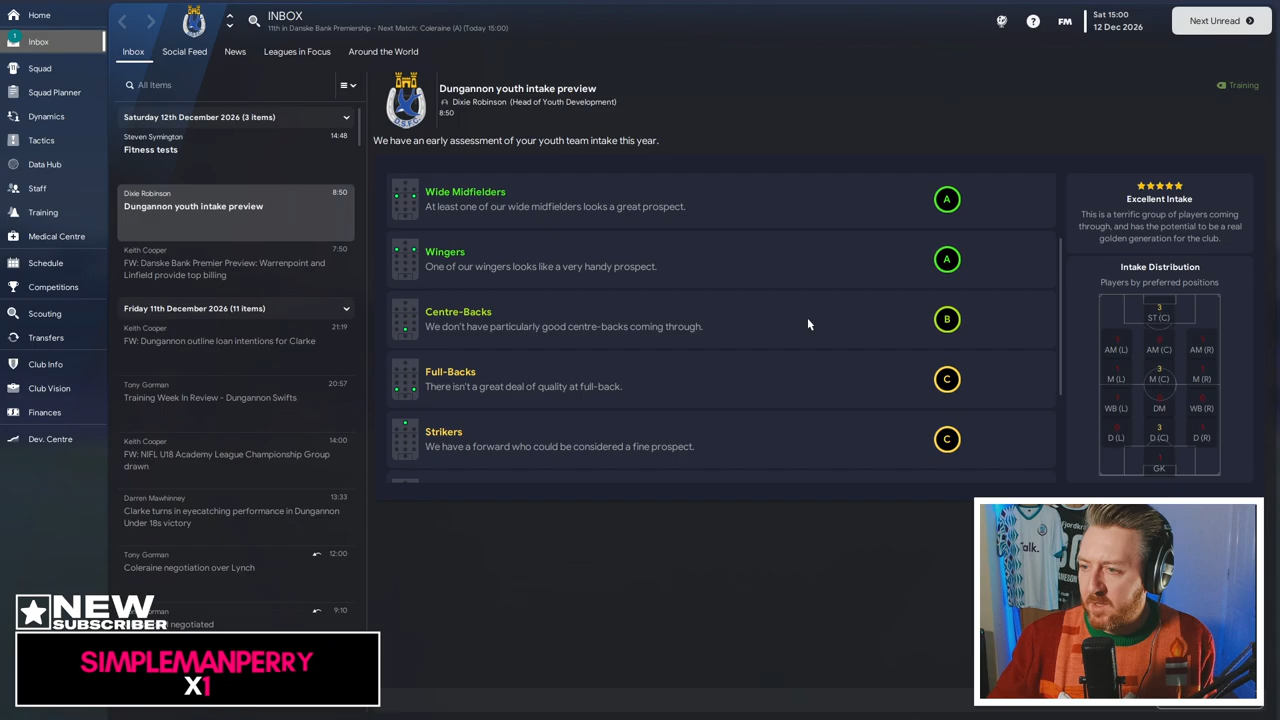 Home
Inbox
1
Squad
Squad Planner
Dynamics
Tactics
Data Hub
Staff
Training
Medical Centre
Schedule
Competitions
Scouting
Transfers
Club Info
Club Vision
Finances
Dev. Centre
INBOX
11th in Danske Bank Premiership - Next Match: Coleraine (A) (Today 15:00)
FM
Sat 15:00
12 Dec 2026
Next Unread
Inbox
Social Feed
News
Leagues in Focus
Around the World
All Items
Saturday 12th December 2026 (3 items)
Steven Symington
14:48
Fitness tests
Dixie Robinson
8:50
Dungannon youth intake preview
Keith Cooper
7:50
FW: Danske Bank Premier Preview: Warrenpoint and
Linfield provide top billing
Friday 11th December 2026 (11 items)
Keith Cooper
21:19
FW: Dungannon outline loan intentions for Clarke
Tony Gorman
20:57
Training Week In Review - Dungannon Swifts
Keith Cooper
14:00
FW: NIFL U18 Academy League Championship Group
drawn
Darren Mawhinney
13:33
Clarke turns in eyecatching performance in Dungannon
Under 18s victory
Tony Gorman
12:00
Coleraine negotiation over Lynch
9:10
negotiated
D.S.F.C.
Dungannon youth intake preview
Dixie Robinson (Head of Youth Development)
8:50
Training
We have an early assessment of your youth team intake this year.
Wide Midfielders
At least one of our wide midfielders looks a great prospect.
A
Wingers
One of our wingers looks like a very handy prospect.
A
Centre-Backs
We don't have particularly good centre-backs coming through.
B
Full-Backs
There isn't a great deal of quality at full-back.
C
Strikers
We have a forward who could be considered a fine prospect.
C
Excellent Intake
This is a terrific group of players coming
through, and has the potential to be a real
golden generation for the club.
Intake Distribution
Players by preferred positions
3
ST (C)
AM (L)
AM (C)
AM (R)
3
M (L)
M (C)
M (R)
WB (L)
DM
WB (R)
3
D (L)
D (C)
D (R)
1
GK
NEW
SUBSCRIBER
SIMPLEMANPERRY
X1
Talk.